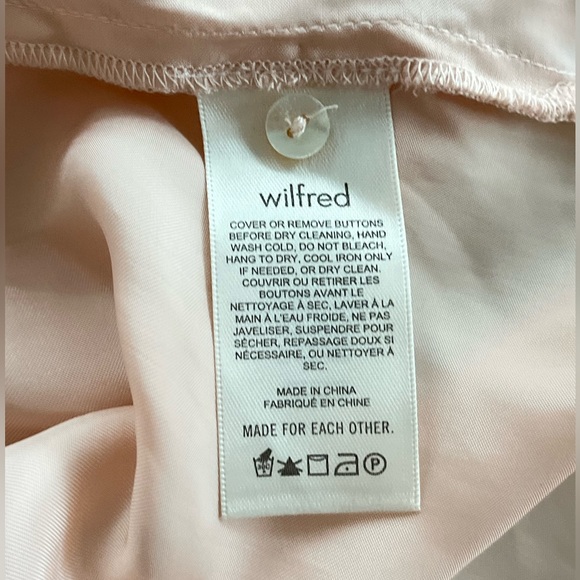 wilfred
COVER OR REMOVE BUTTONS
BEFORE DRY CLEANING, HAND
WASH COLD, DO NOT BLEACH,
HANG TO DRY, COOL IRON ONLY
IF NEEDED, OR DRY CLEAN.
COUVRIR OU RETIRER LES
BOUTONS AVANT LE
NETTOYAGE À SEC, LAVER À LA
MAIN À L'EAU FROIDE, NE PAS
JAVELISER, SUSPENDRE POUR
SÉCHER, REPASSAGE DOUX SI
NÉCESSAIRE, OU NETTOYER À
SEC.
MADE IN CHINA
FABRIQUÉ EN CHINE
MADE FOR EACH OTHER.
P